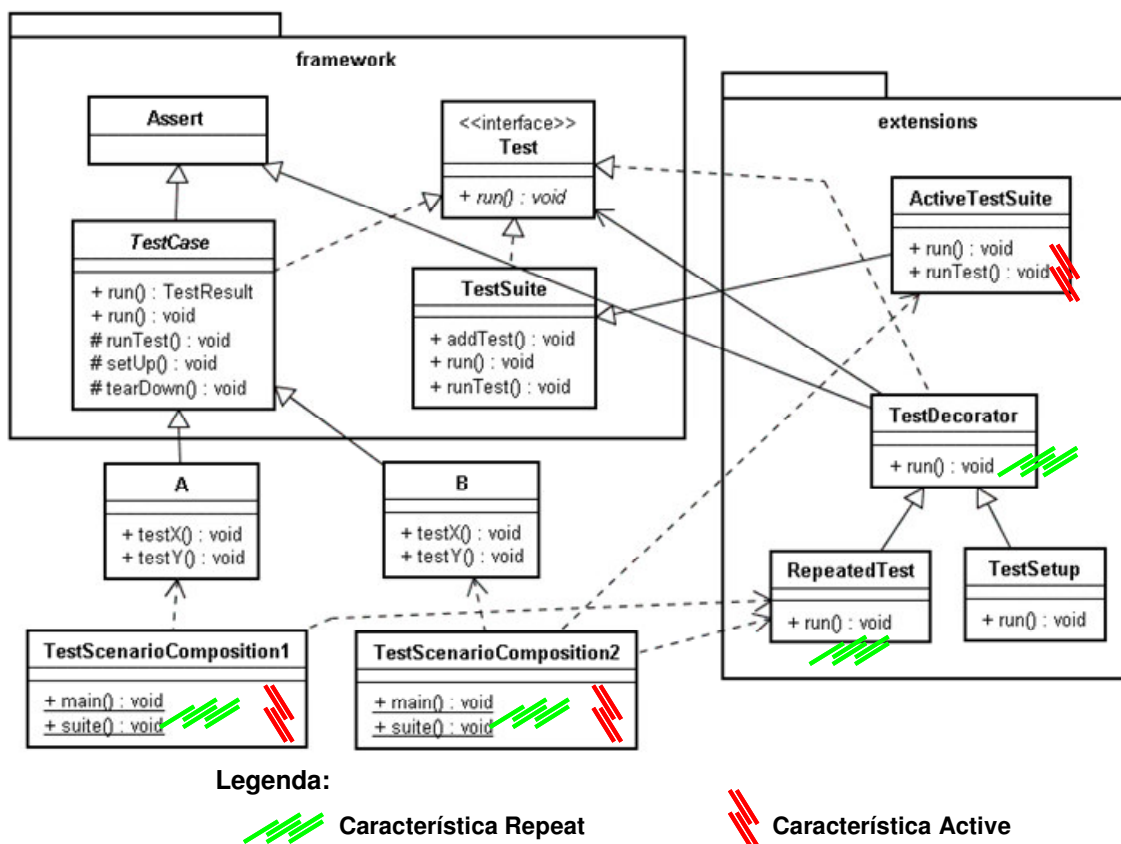 framework
Assert
<<interface>>
Test
+ run() : void
TestCase
+ run() : TestResult
+ run() : void
# runTest() : void
# setUp() : void
# tearDown() : void
TestSuite
+ addTest() : void
+ run() : void
+ runTest() : void
extensions
ActiveTestSuite
+ run() : void
+ runTest() : void
TestDecorator
+ run() : void
RepeatedTest
+ run() : void
TestSetup
+ run() : void
A
+ testX() : void
+ testY() : void
B
+ testX() : void
+ testY() : void
TestScenarioComposition1
+ main() : void
+ suite() : void
TestScenarioComposition2
+ main() : void
+ suite() : void
Legenda:
Característica Repeat
Característica Active